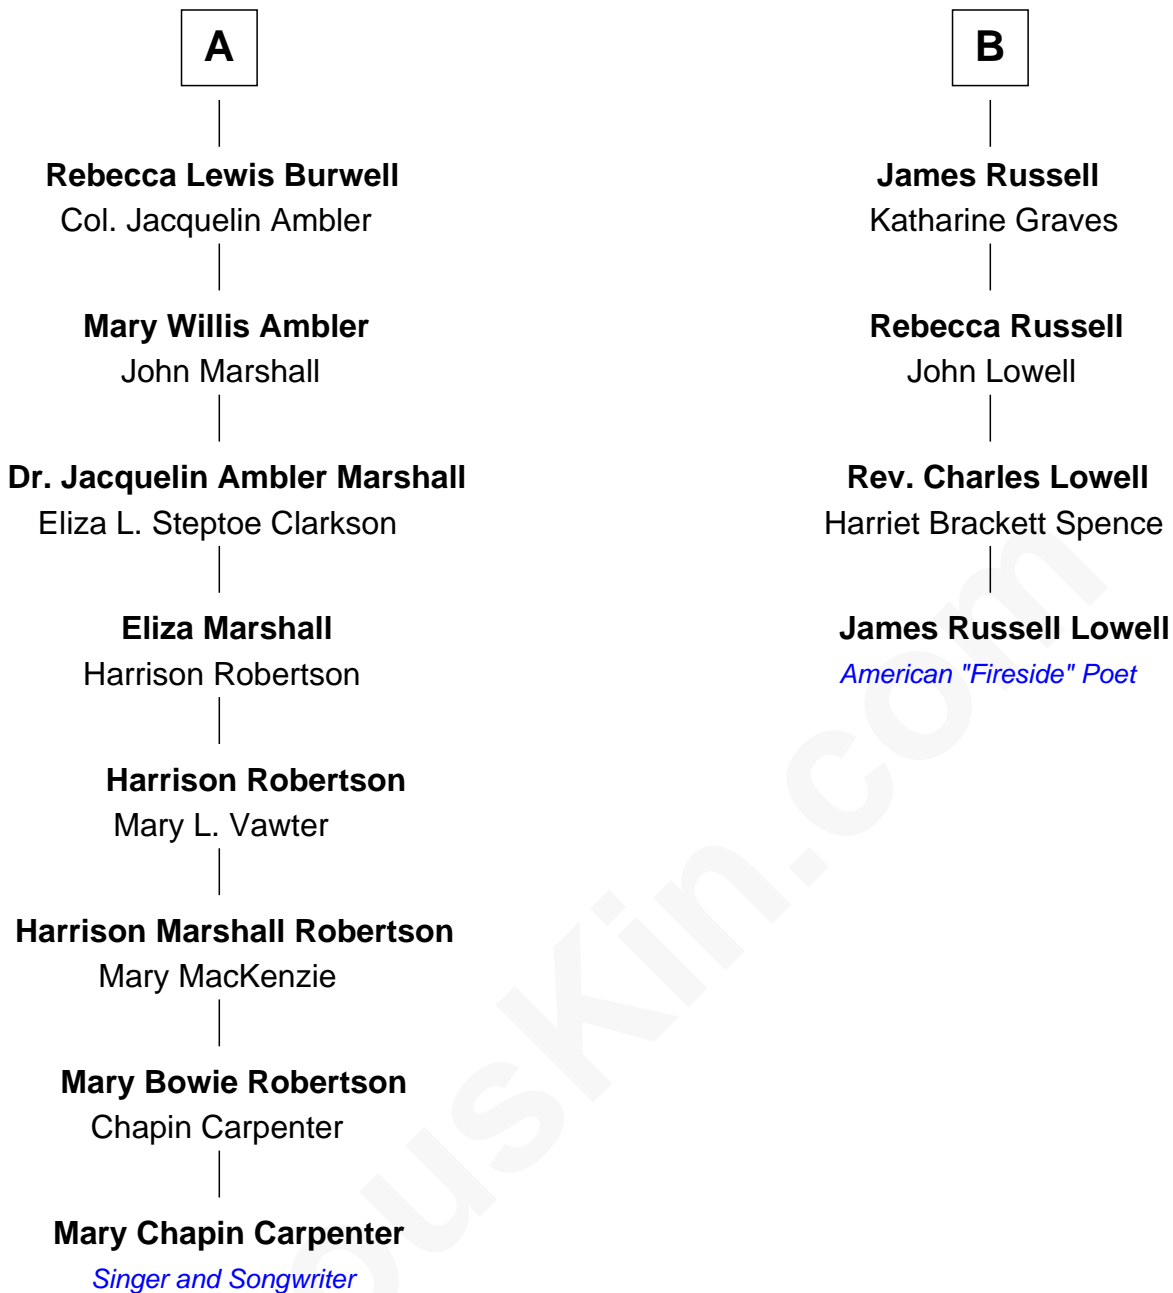 A
Rebecca Lewis Burwell
Col. Jacquelin Ambler
Mary Willis Ambler
John Marshall
Dr. Jacquelin Ambler Marshall
Eliza L. Steptoe Clarkson
Eliza Marshall
Harrison Robertson
Harrison Robertson
Mary L. Vawter
Harrison Marshall Robertson
Mary MacKenzie
Mary Bowie Robertson
Chapin Carpenter
Mary Chapin Carpenter
Singer and Songwriter
B
James Russell
Katharine Graves
Rebecca Russell
John Lowell
Rev. Charles Lowell
Harriet Brackett Spence
James Russell Lowell
American "Fireside" Poet
ousKin.com